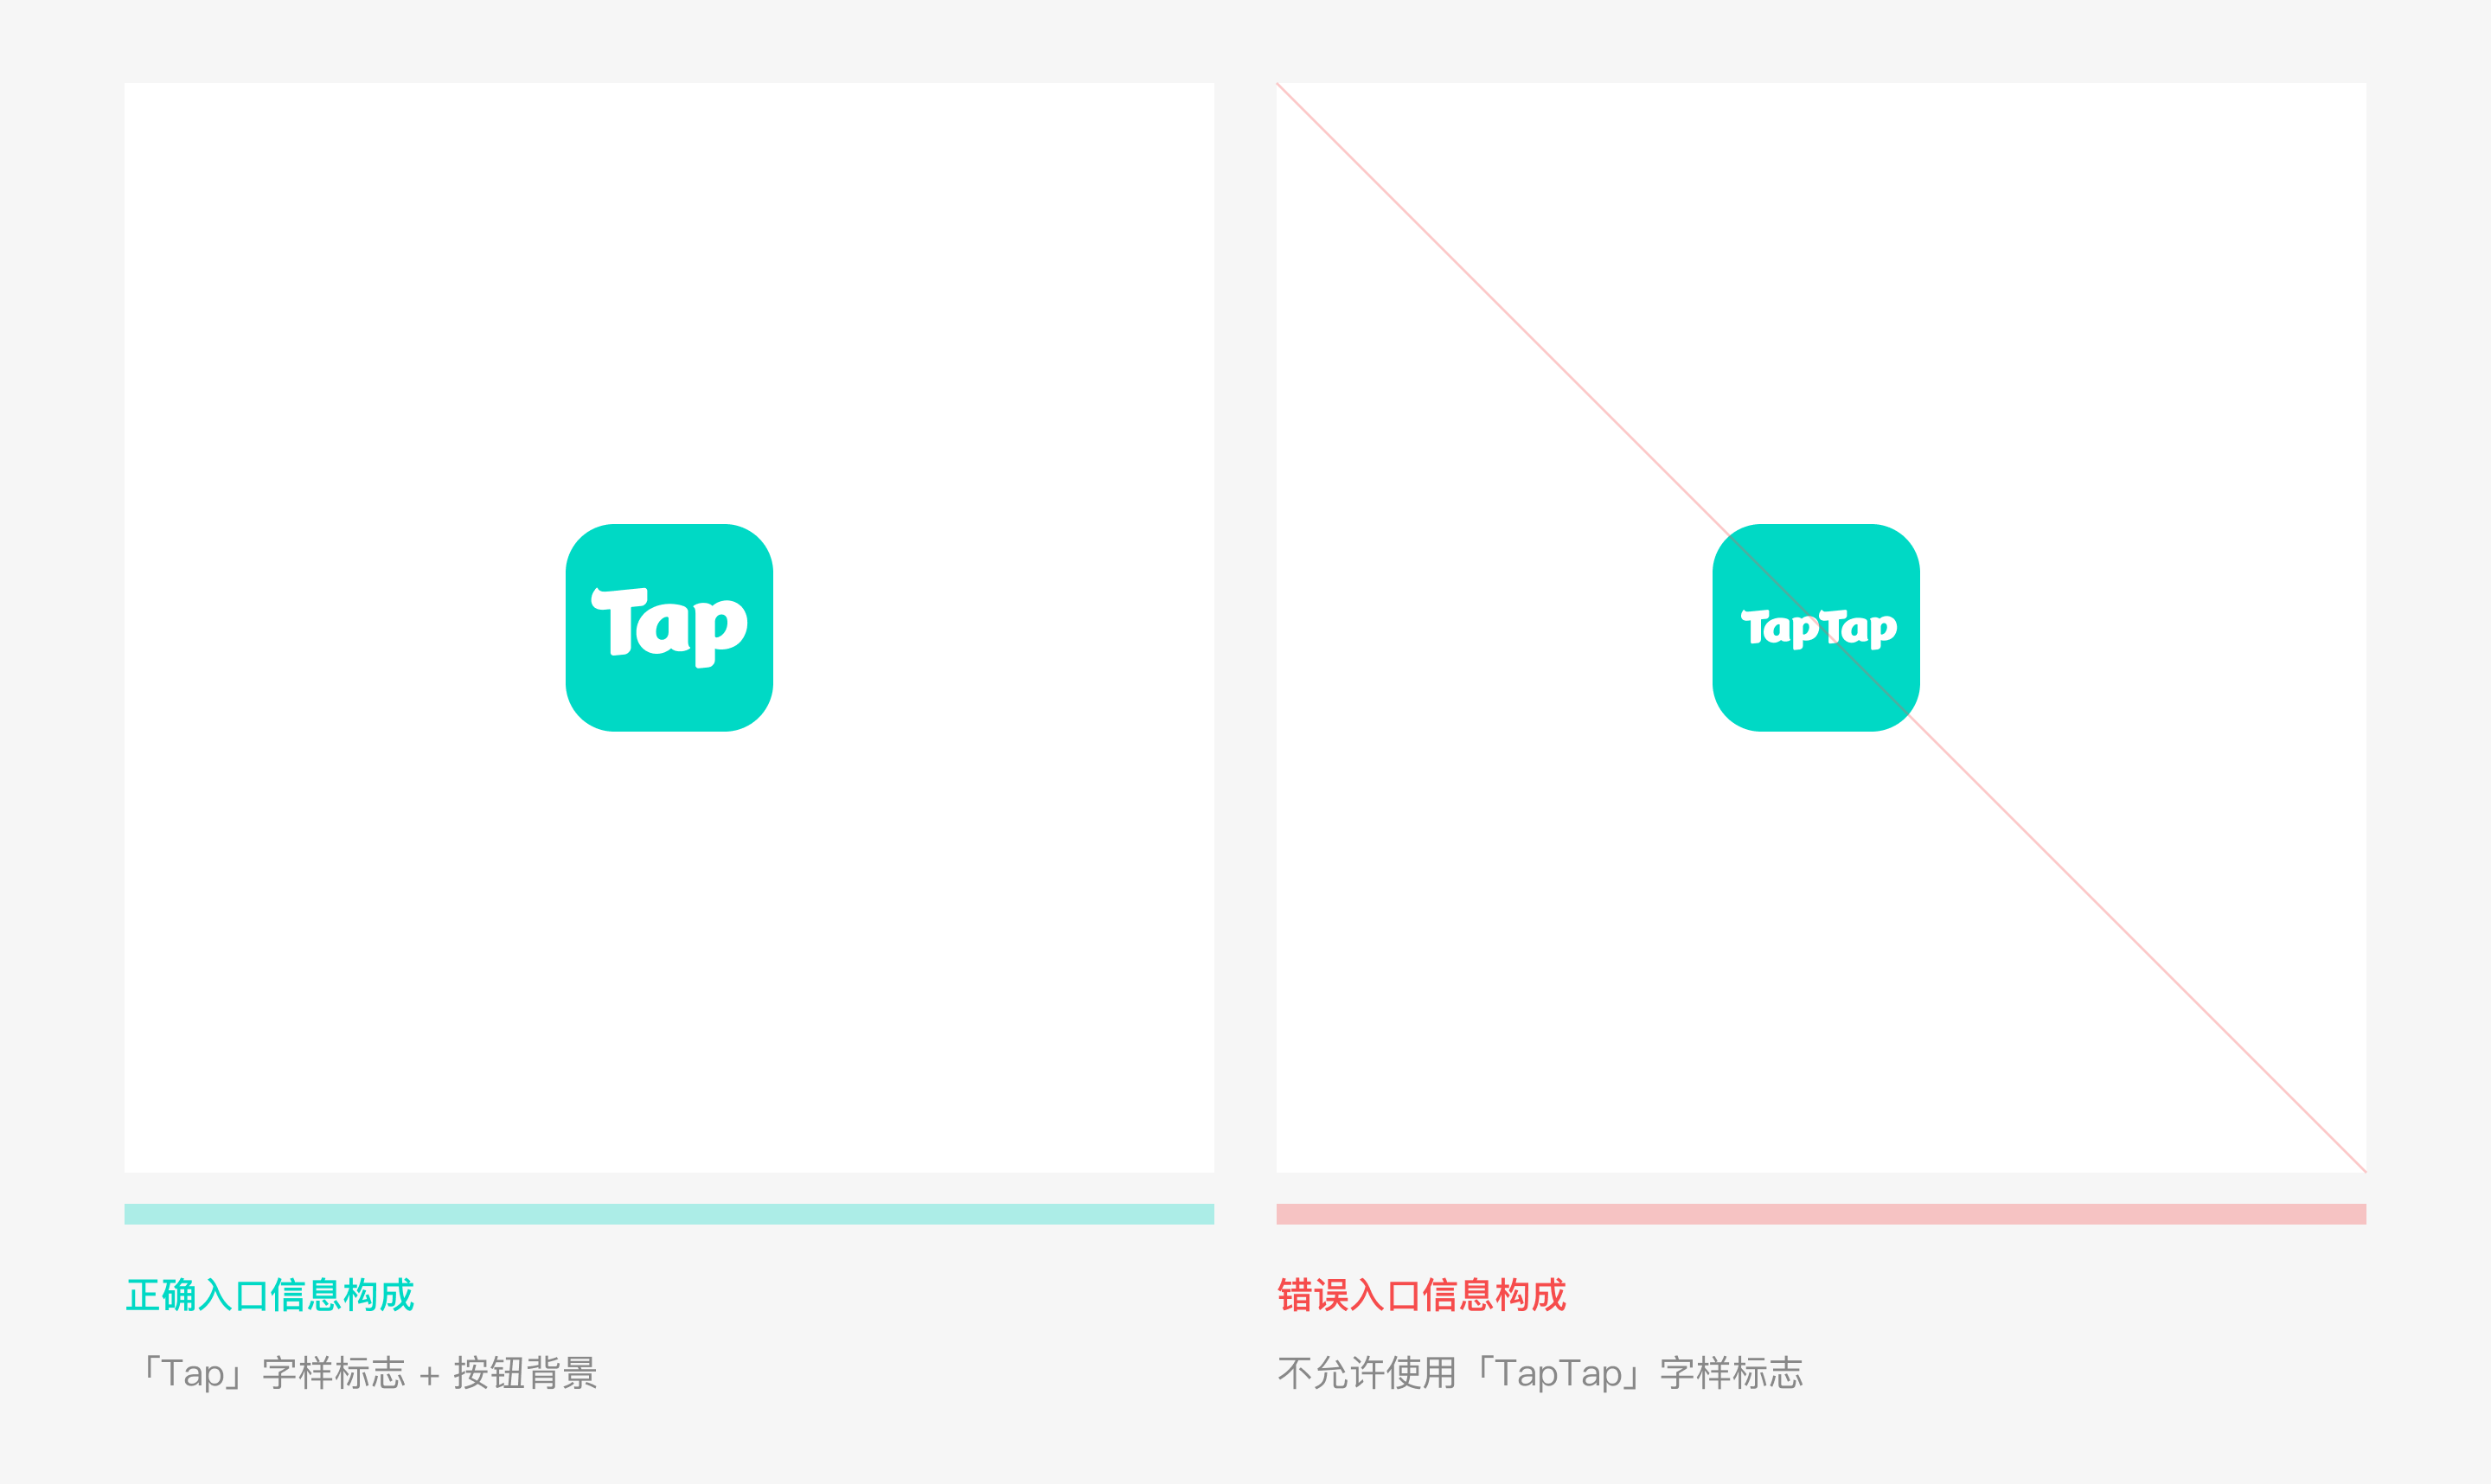 Tap
TapTap
正确入口信息构成
「Tap」字样标志 + 按钮背景
错误入口信息构成
不允许使用「TapTap」字样标志